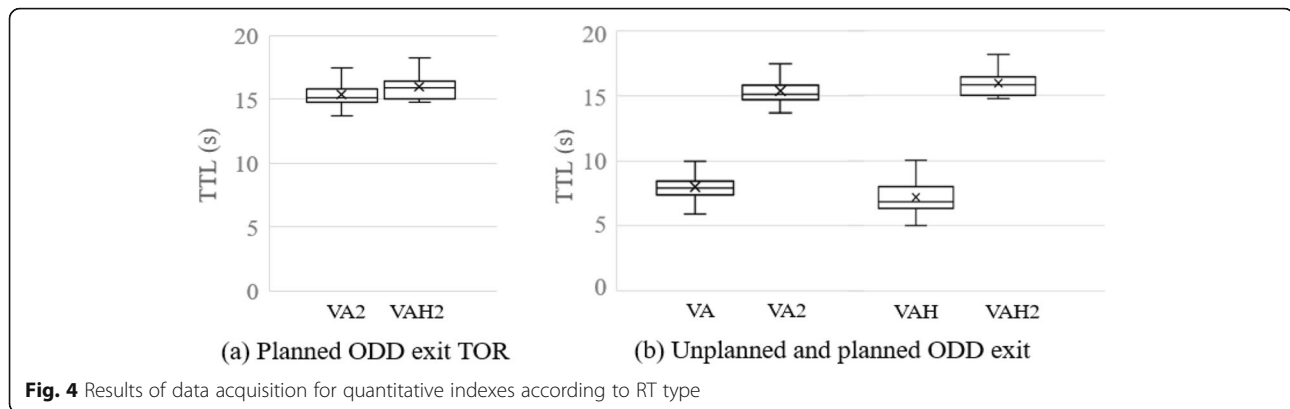 20
15
10
5
0
TTL (s)
VA2 VAH2
(a) Planned ODD exit TOR
20
15
10
5
0
TTL (s)
VA VA2 VAH VAH2
(b) Unplanned and planned ODD exit
Fig. 4 Results of data acquisition for quantitative indexes according to RT type